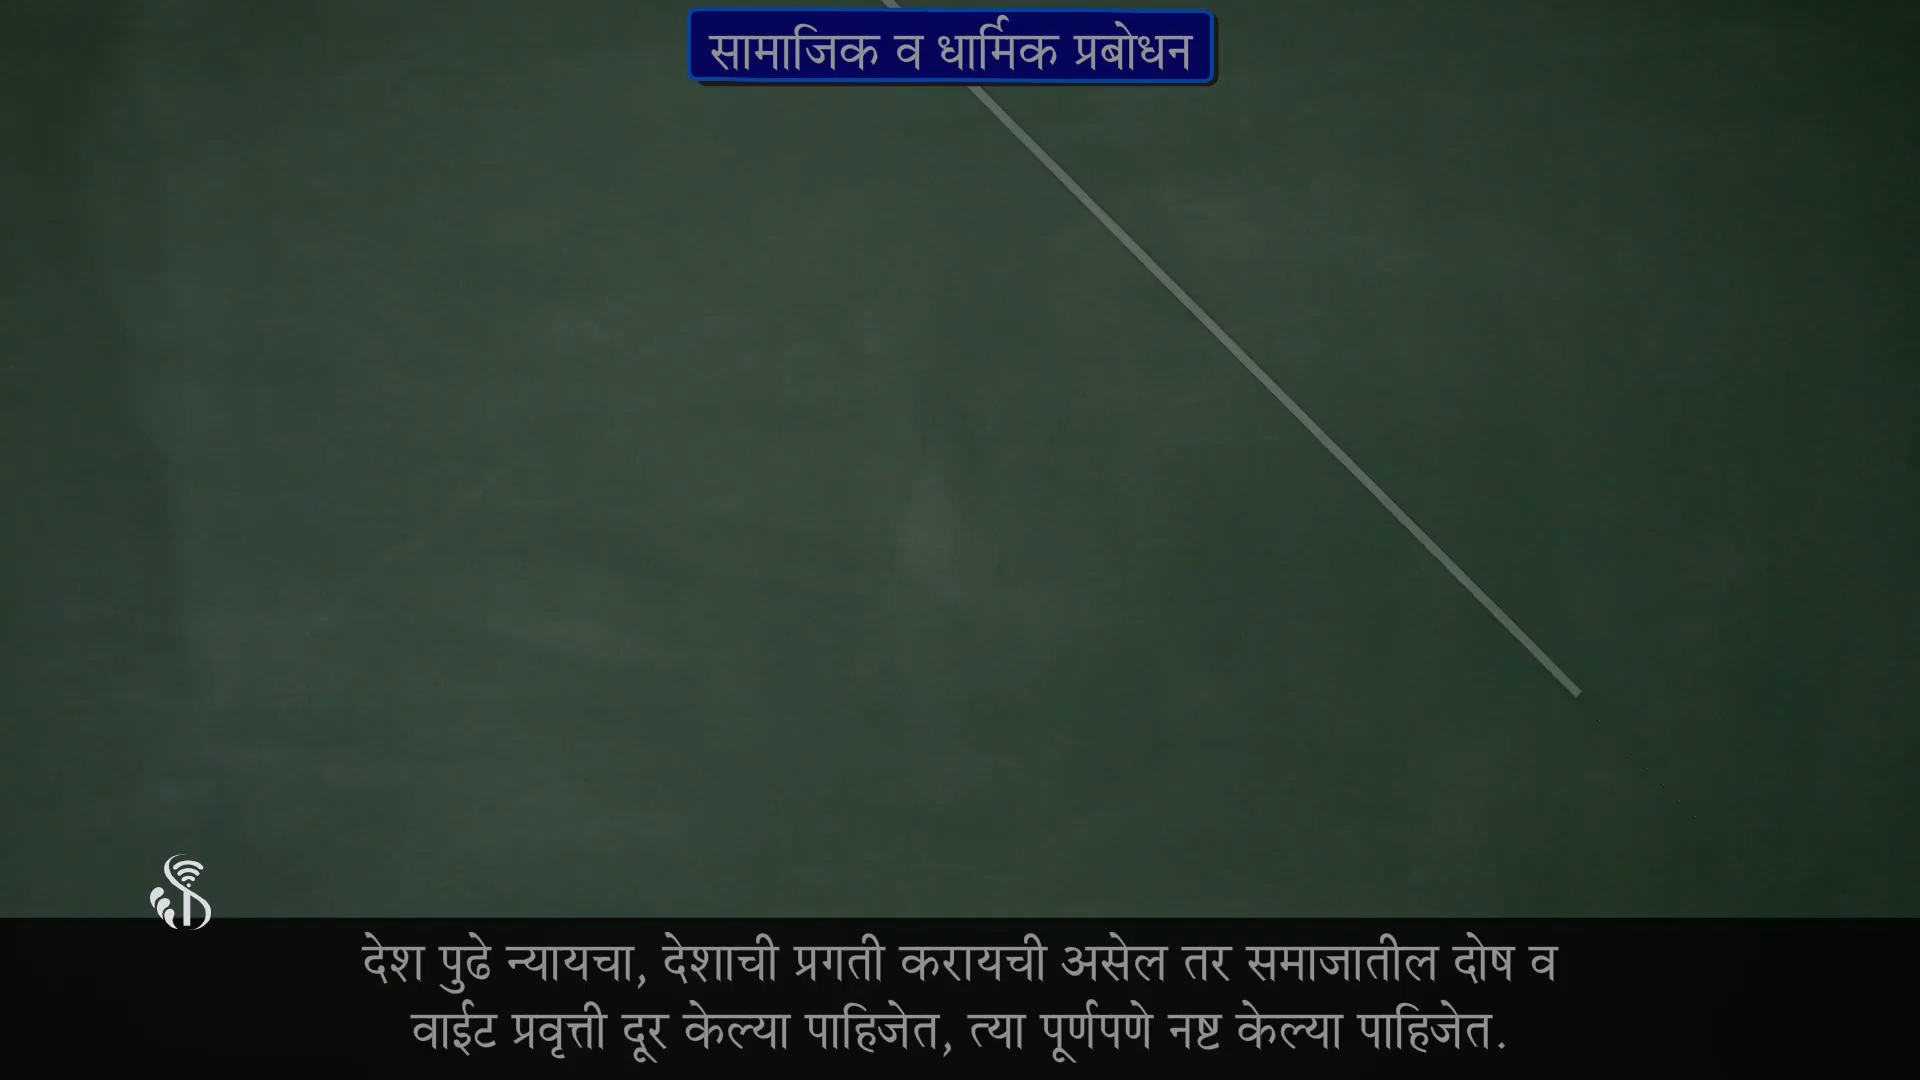 सामाजिक व धार्मिक प्रबोधन
देश पुढे न्यायचा, देशाची प्रगती करायची असेल तर समाजातील दोष व
वाईट प्रवृत्ती दूर केल्या पाहिजेत, त्या पूर्णपणे नष्ट केल्या पाहिजेत.